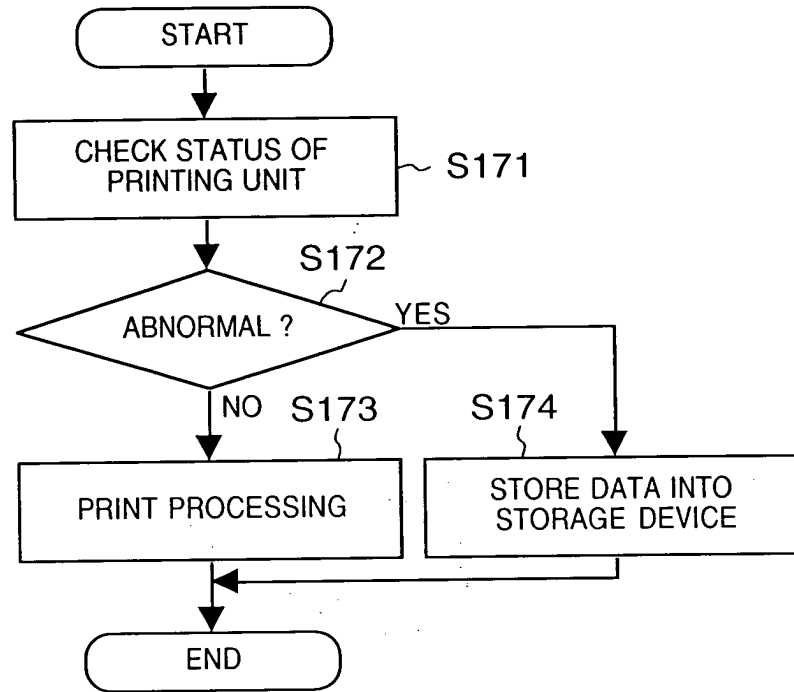 START
CHECK STATUS OF
PRINTING UNIT
S171
S172
ABNORMAL ?
YES
NO
S173
S174
PRINT PROCESSING
STORE DATA INTO
STORAGE DEVICE
END